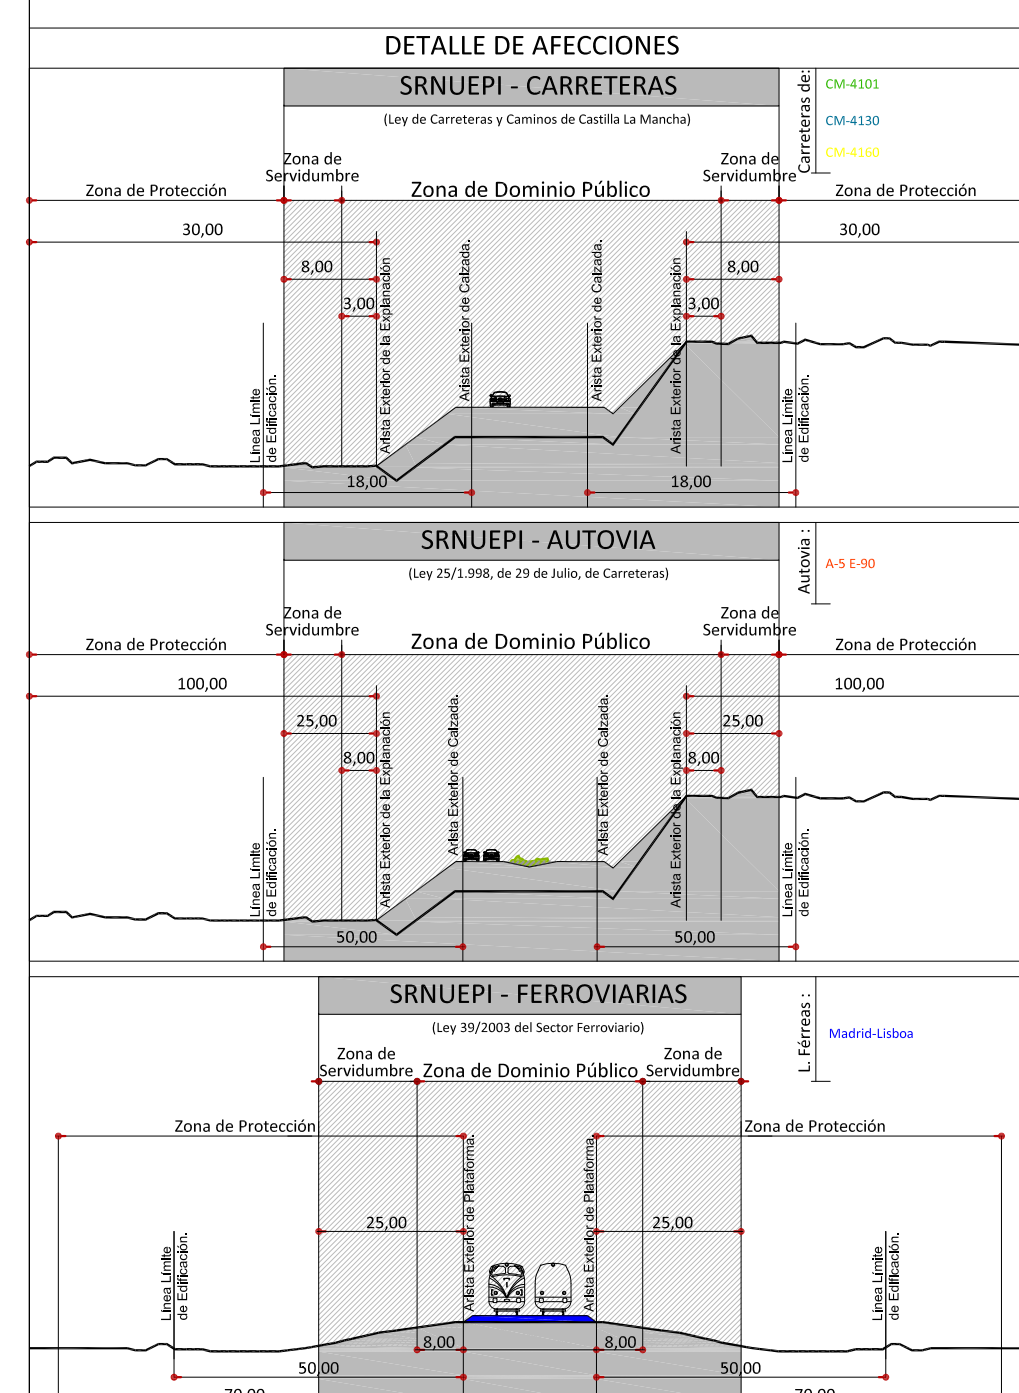 DETALLE DE AFECCIONES
SRNUEPI - CARRETERAS
(Ley de Carreteras y Caminos de Castilla La Mancha)
Carreteras de:
CM-4101
CM-4130
CM-4160
Zona de Protección
Zona de
Servidumbre
Zona de Dominio Público
Zona de
Servidumbre
Zona de Protección
30,00
30,00
8,00
8,00
3,00
3,00
Arista Exterior de la Explanación
Arista Exterior de Calzada.
Arista Exterior de Calzada.
Arista Exterior de la Explanación
Línea Límite
de Edificación.
Línea Límite
de Edificación.
18,00
18,00
SRNUEPI - AUTOVIA
(Ley 25/1.998, de 29 de Julio, de Carreteras)
Autovia :
A-5 E-90
Zona de Protección
Zona de
Servidumbre
Zona de Dominio Público
Zona de
Servidumbre
Zona de Protección
100,00
100,00
25,00
25,00
8,00
8,00
Arista Exterior de la Explanación
Arista Exterior de Calzada.
Arista Exterior de Calzada.
Arista Exterior de la Explanación
Línea Límite
de Edificación.
Línea Límite
de Edificación.
50,00
50,00
SRNUEPI - FERROVIARIAS
(Ley 39/2003 del Sector Ferroviario)
L. Férreas :
Madrid-Lisboa
Zona de
Servidumbre
Zona de Dominio Público
Zona de
Servidumbre
Zona de Protección
Zona de Protección
Arista Exterior de Plataforma.
Arista Exterior de Plataforma.
25,00
25,00
Línea Límite
de Edificación.
Línea Límite
de Edificación.
8,00
8,00
50,00
50,00
70,00
70,00